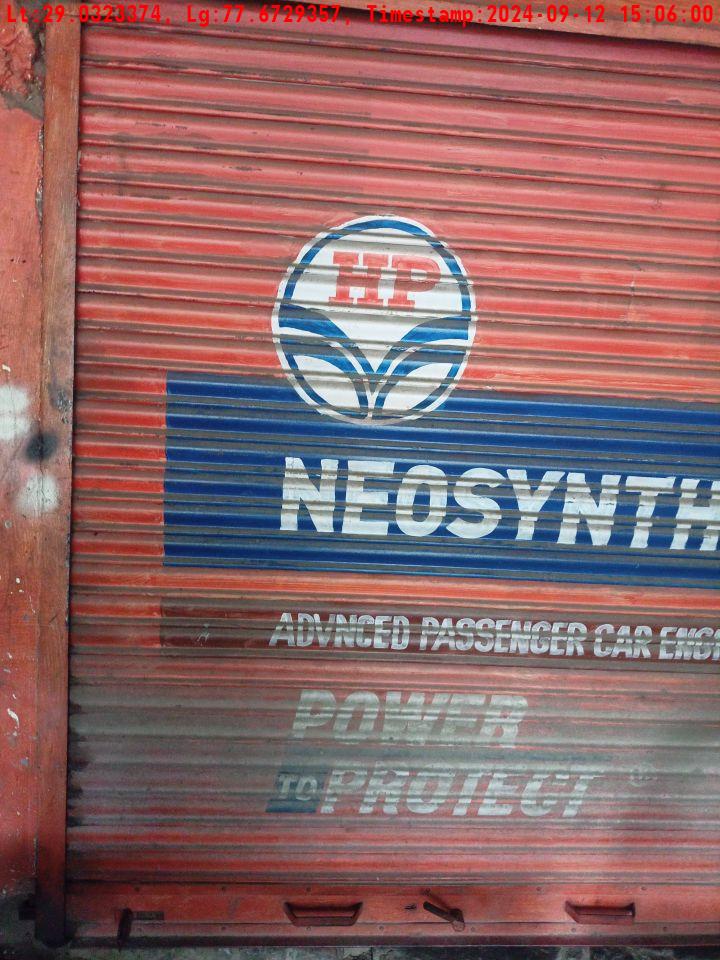 Lt:29.0323374, Lg:77.6729357, Timestamp:2024-09-12 15:06:00
HP
NEOSYNTH
ADVNCED PASSENGER CAR ENGI
POWER
TO PROTECT